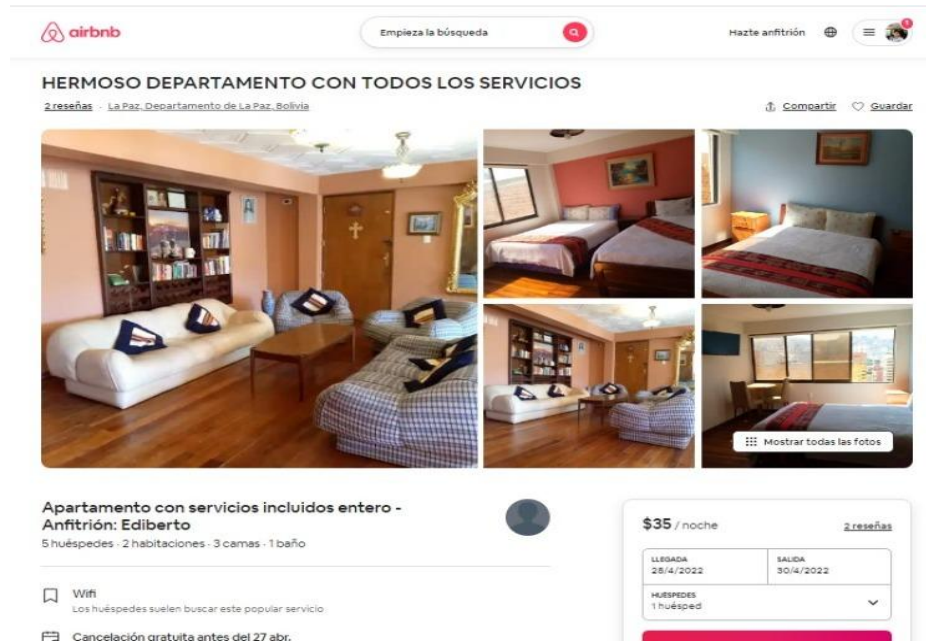 airbnb
Empieza la búsqueda
Hazte anfitrión
HERMOSO DEPARTAMENTO CON TODOS LOS SERVICIOS
2 reseñas · La Paz, Departamento de La Paz, Bolivia
Compartir
Guardar
Mostrar todas las fotos
Apartamento con servicios incluidos entero -
Anfitrión: Ediberto
5 huéspedes · 2 habitaciones · 3 camas · 1 baño
Wifi
Los huéspedes suelen buscar este popular servicio
Cancelación gratuita antes del 27 abr.
$35 / noche
2 reseñas
LLEGADA
28/4/2022
SALIDA
30/4/2022
HUÉSPEDES
1 huésped